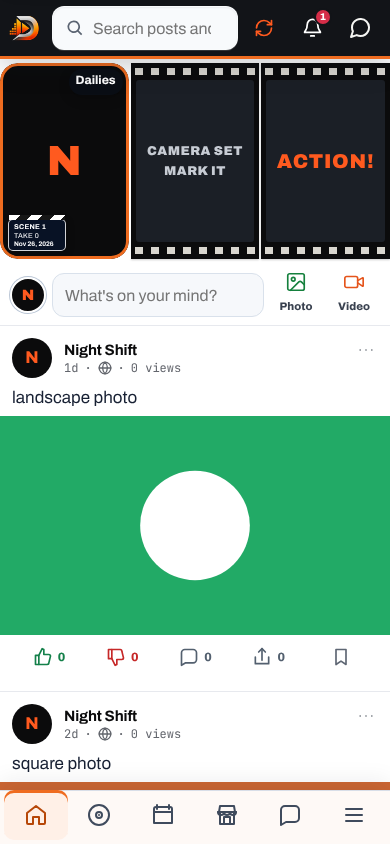 1
Search posts and
Dailies
N
SCENE 1
TAKE 0
Nov 26, 2026
CAMERA SET
MARK IT
ACTION!
N
What's on your mind?
Photo
Video
N
Night Shift
1d · · 0 views
···
landscape photo
0
0
0
0
N
Night Shift
2d · · 0 views
···
square photo